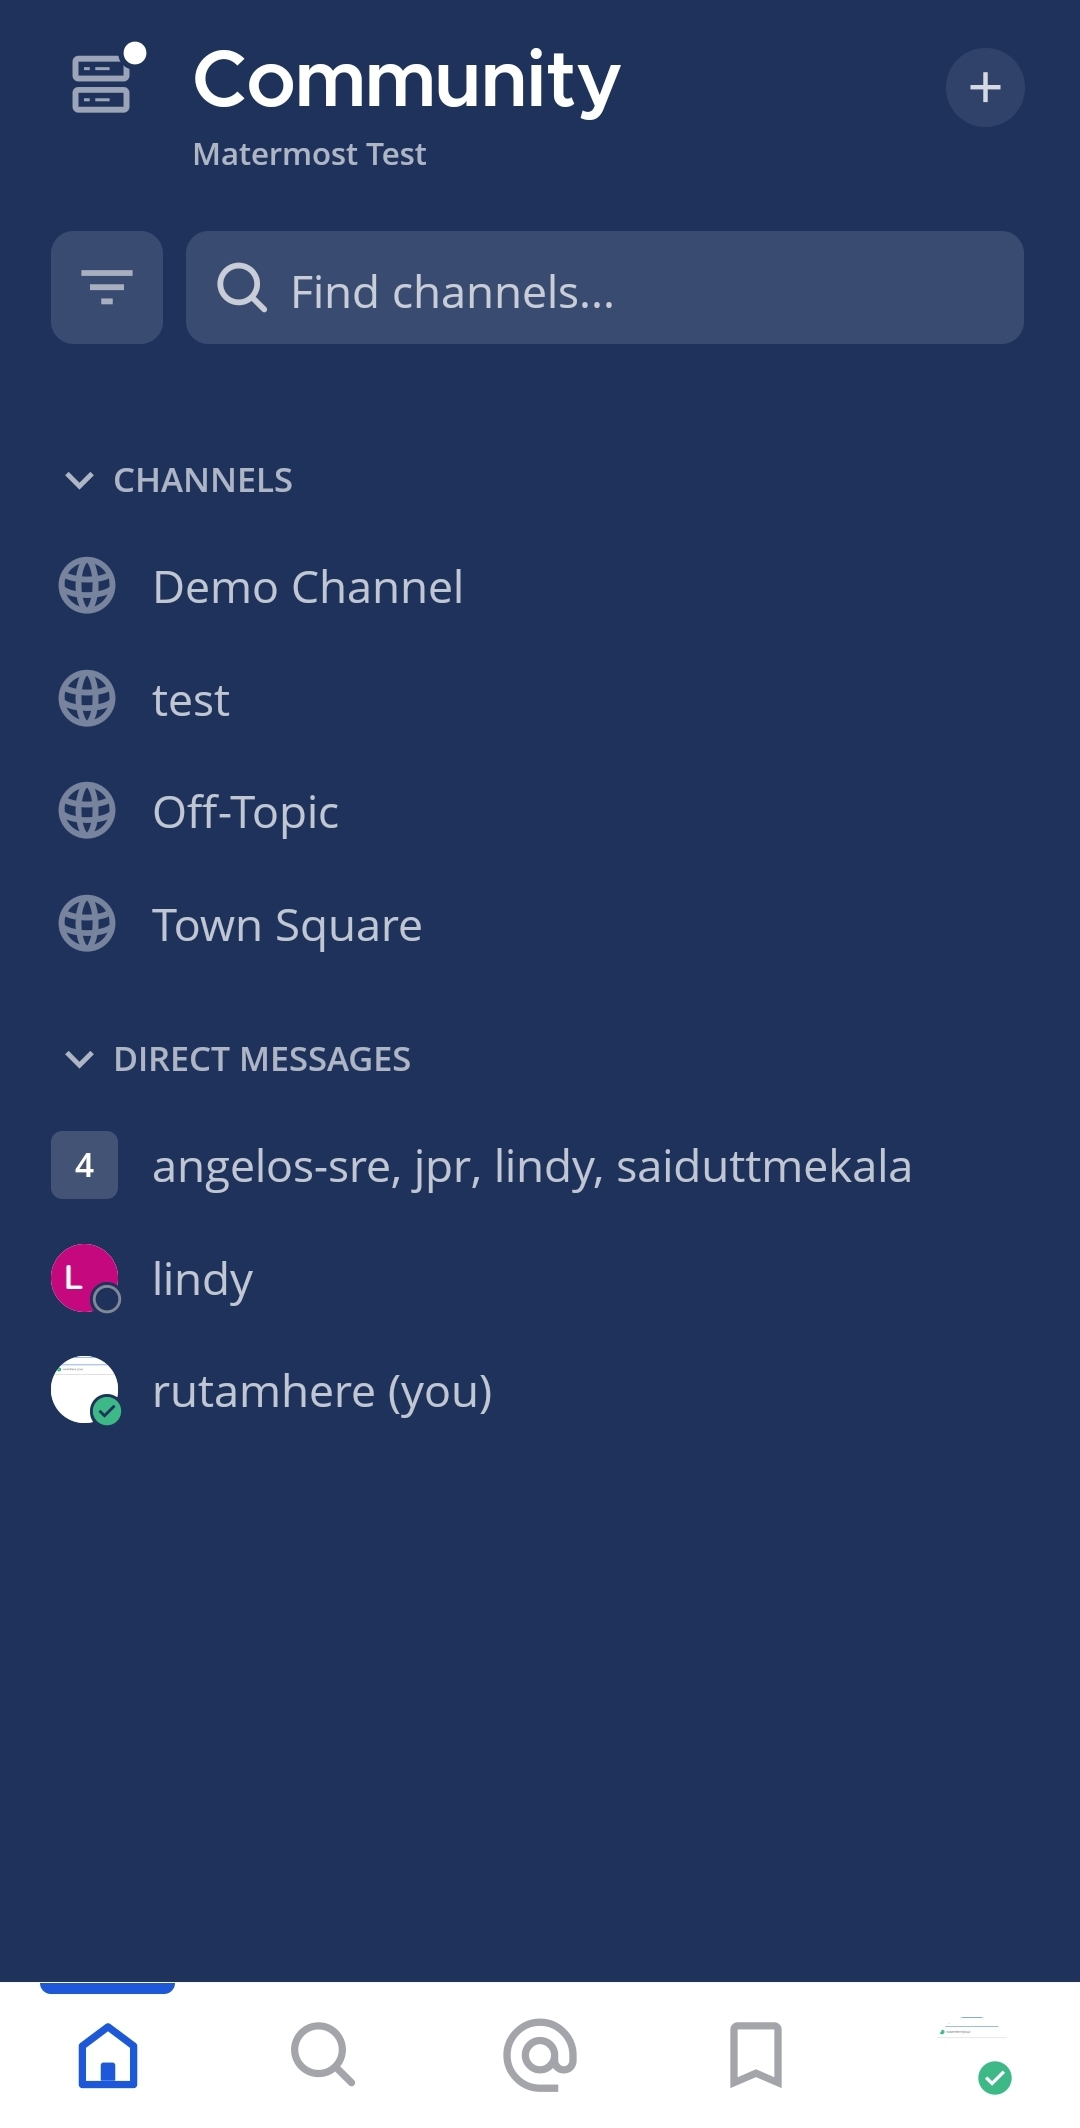 Community
Matermost Test
Find channels...
CHANNELS
Demo Channel
test
Off-Topic
Town Square
DIRECT MESSAGES
4 angelos-sre, jpr, lindy, saiduttmekala
L lindy
rutamhere (you)